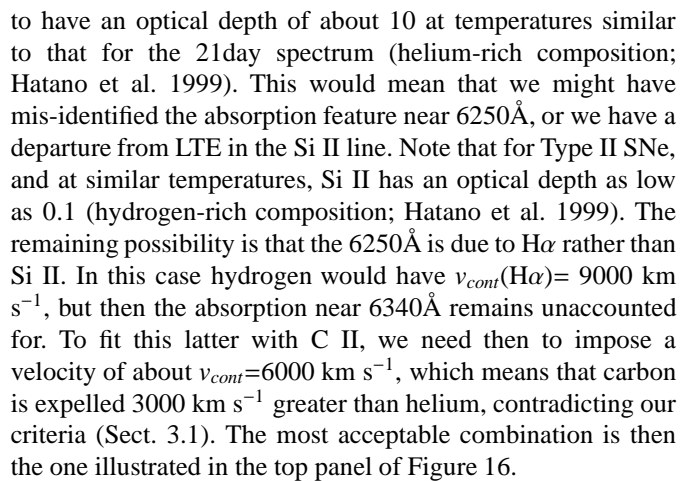 to have an optical depth of about 10 at temperatures similar
to that for the 21day spectrum (helium-rich composition;
Hatano et al. 1999). This would mean that we might have
mis-identified the absorption feature near 6250Å, or we have a
departure from LTE in the Si II line. Note that for Type II SNe,
and at similar temperatures, Si II has an optical depth as low
as 0.1 (hydrogen-rich composition; Hatano et al. 1999). The
remaining possibility is that the 6250Å is due to Hα rather than
Si II. In this case hydrogen would have v_cont(Hα)= 9000 km
s⁻¹, but then the absorption near 6340Å remains unaccounted
for. To fit this latter with C II, we need then to impose a
velocity of about v_cont=6000 km s⁻¹, which means that carbon
is expelled 3000 km s⁻¹ greater than helium, contradicting our
criteria (Sect. 3.1). The most acceptable combination is then
the one illustrated in the top panel of Figure 16.